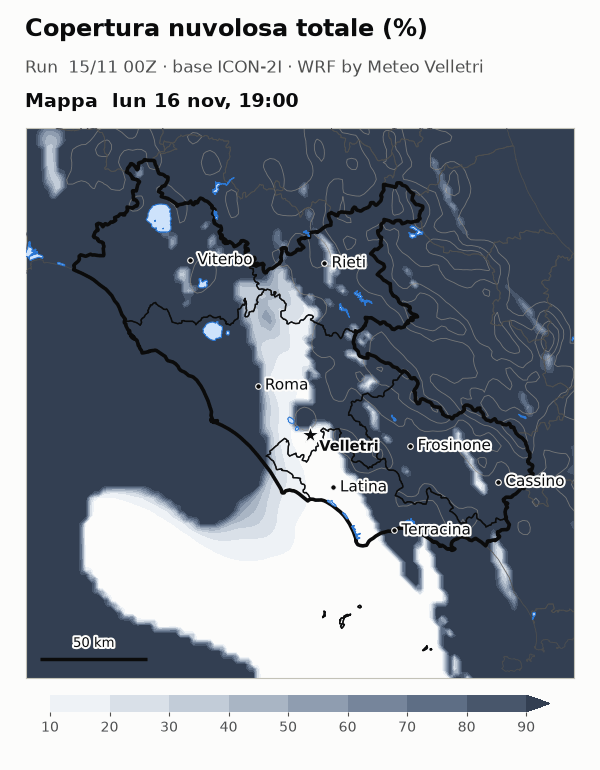 Copertura nuvolosa totale (%)
Run  15/11 00Z · base ICON-2I · WRF by Meteo Velletri
Mappa  lun 16 nov, 19:00
Viterbo
Rieti
Roma
Velletri
Frosinone
Cassino
Latina
Terracina
50 km
10 20 30 40 50 60 70 80 90